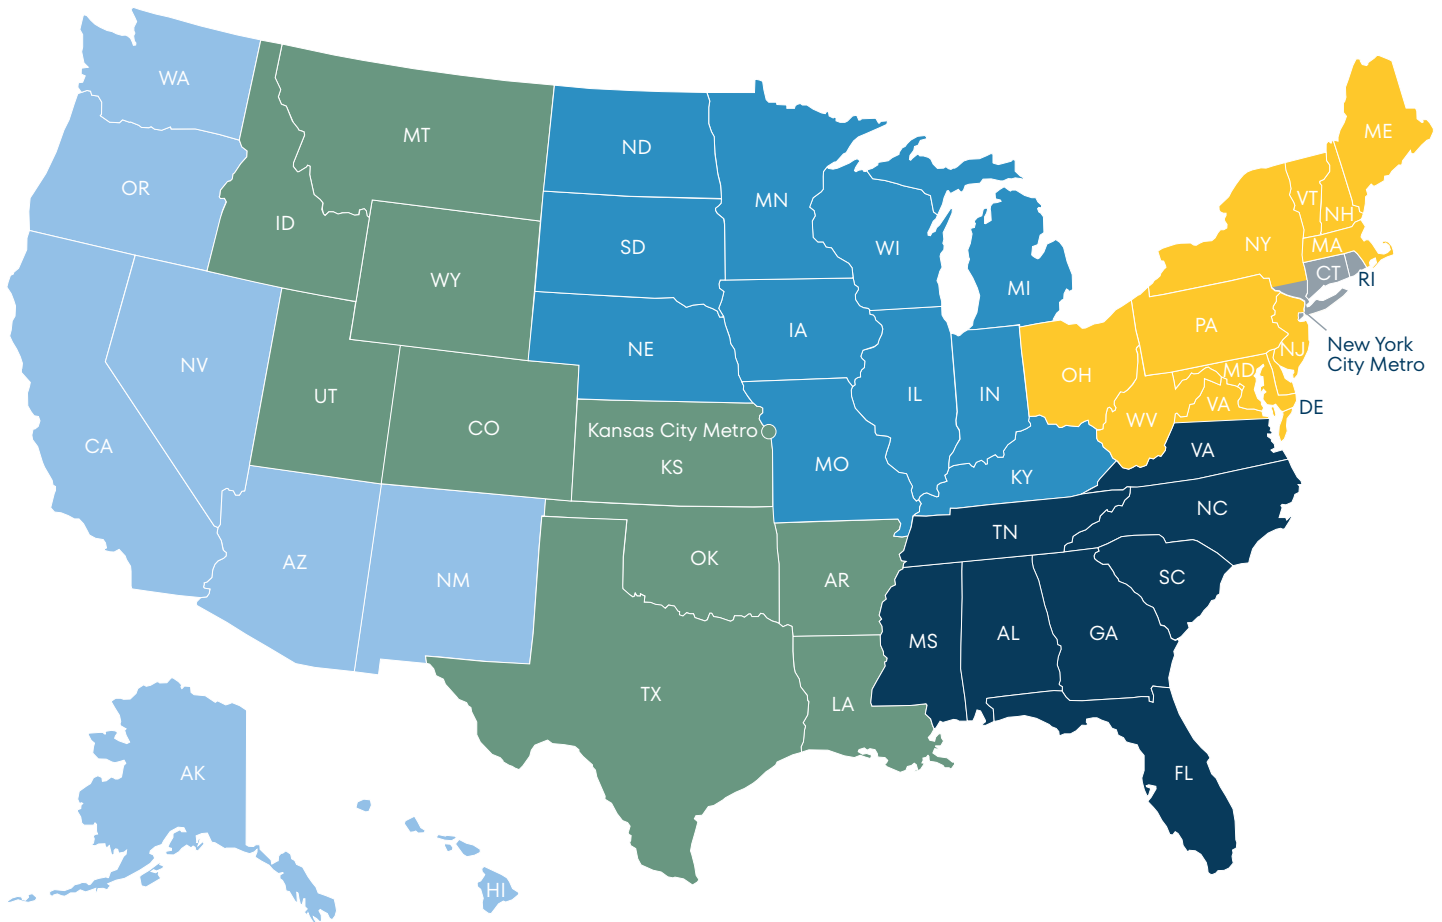 WA
MT
ME
ND
OR
MN
VT
NH
ID
SD
WI
NY
MA
CT
RI
WY
MI
PA
IA
New York
City Metro
NE
NJ
NV
MD
OH
UT
IL
IN
VA
DE
CO
WV
Kansas City Metro
CA
VA
KS
MO
KY
NC
TN
OK
AZ
NM
AR
SC
MS
AL
GA
TX
LA
AK
FL
HI